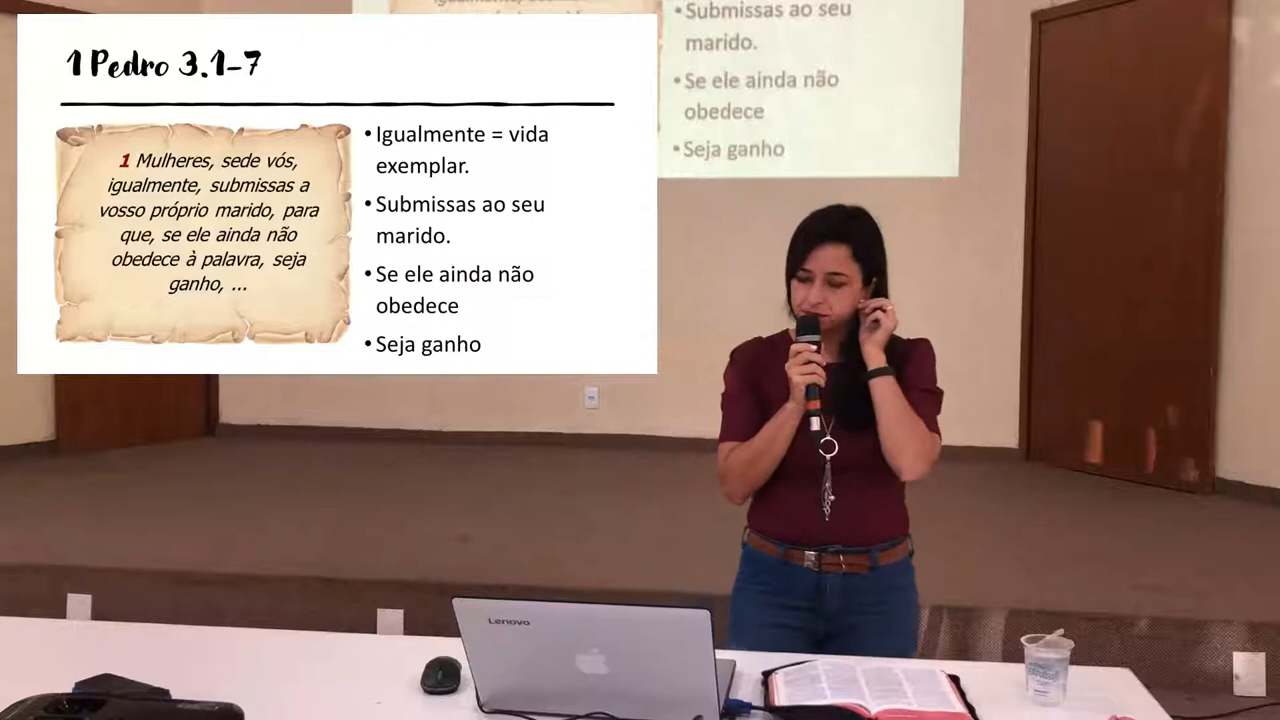 1 Pedro 3.1-7
1 Mulheres, sede vós,
igualmente, submissas a
vosso próprio marido, para
que, se ele ainda não
obedece à palavra, seja
ganho, ...
• Igualmente = vida
exemplar.
• Submissas ao seu
marido.
• Se ele ainda não
obedece
• Seja ganho
• Submissas ao seu
marido.
• Se ele ainda não
obedece
• Seja ganho
Lenovo